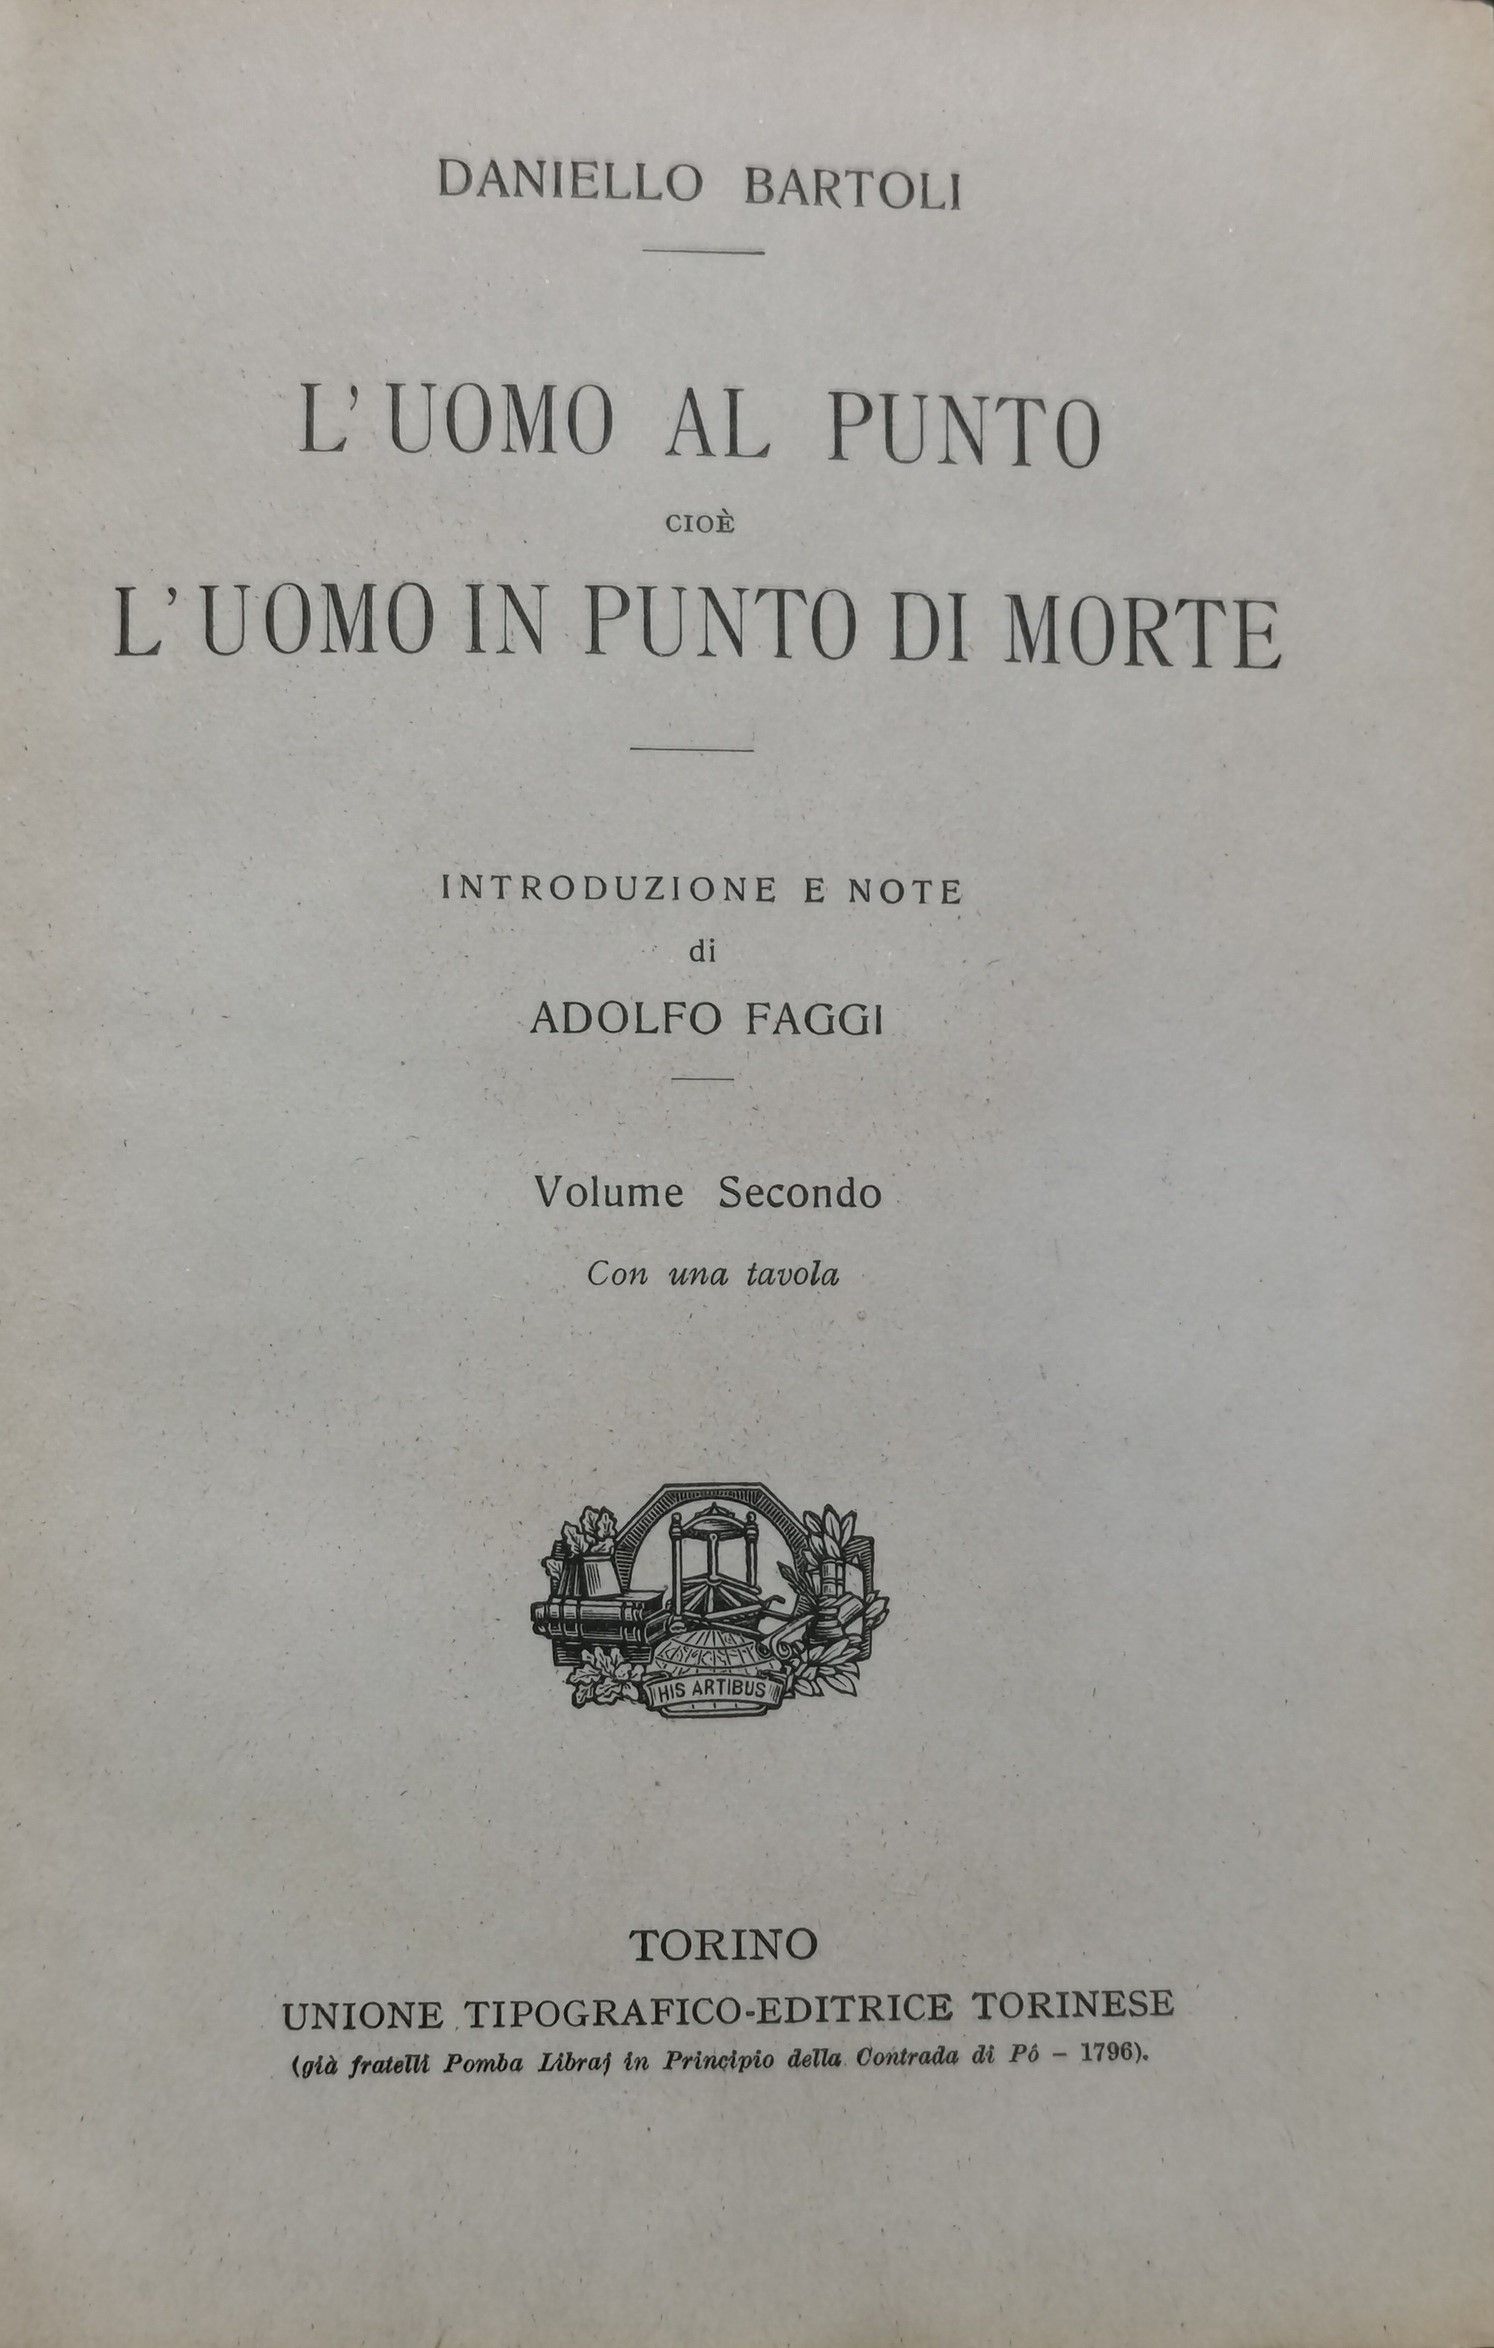 DANIELLO BARTOLI
L'UOMO AL PUNTO
CIOÈ
L'UOMO IN PUNTO DI MORTE
INTRODUZIONE E NOTE
di
ADOLFO FAGGI
Volume Secondo
Con una tavola
HIS ARTIBUS
TORINO
UNIONE TIPOGRAFICO-EDITRICE TORINESE
(già fratelli Pomba Libraj in Principio della Contrada di Pô – 1796).